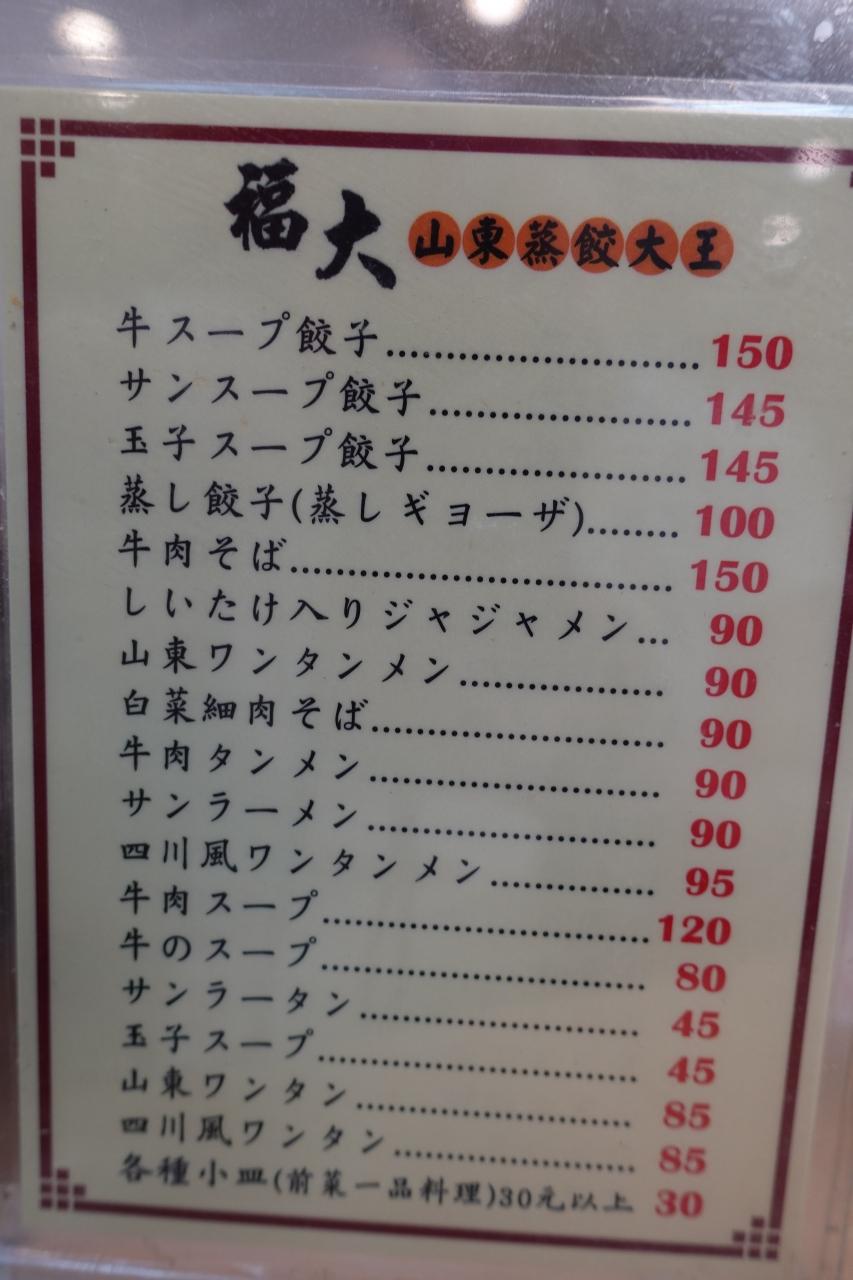 福大 山東蒸餃大王
牛スープ餃子……………………150
サンスープ餃子…………………145
玉子スープ餃子…………………145
蒸し餃子(蒸しギョーザ)........100
牛肉そば…………………………150
しいたけ入りジャジャメン... 90
山東ワンタンメン……………… 90
白菜細肉そば…………………… 90
牛肉タンメン…………………… 90
サンラーメン…………………… 90
四川風ワンタンメン…………… 95
牛肉スープ………………………120
牛のスープ……………………… 80
サンラータン…………………… 45
玉子スープ……………………… 45
山東ワンタン…………………… 85
四川風ワンタン………………… 85
各種小皿(前菜一品料理)30元以上 30